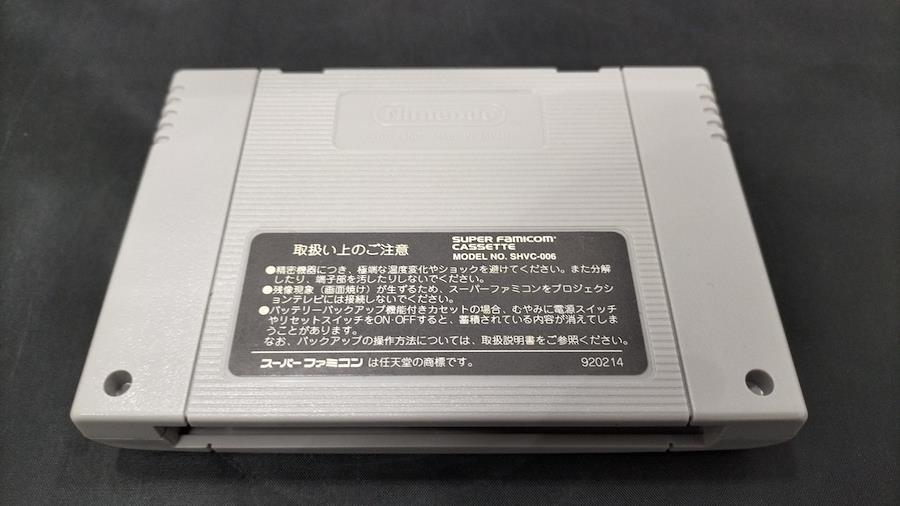 Nintendo
取扱い上のご注意
SUPER FAMICOM
CASSETTE
MODEL NO. SHVC-006
●精密機器につき、極端な温度変化やショックを避けてください。また分解
したり、端子部を汚したりしないでください。
●残像現象(画面焼け)が生ずるため、スーパーファミコンをプロジェクシ
ョンテレビには接続しないでください。
●バッテリーバックアップ機能付きカセットの場合、むやみに電源スイッチ
やリセットスイッチをON·OFFすると、蓄積されている内容が消えてしま
うことがあります。
なお、バックアップの操作方法については、取扱説明書をご参照ください。
スーパーファミコン は任天堂の商標です。
920214